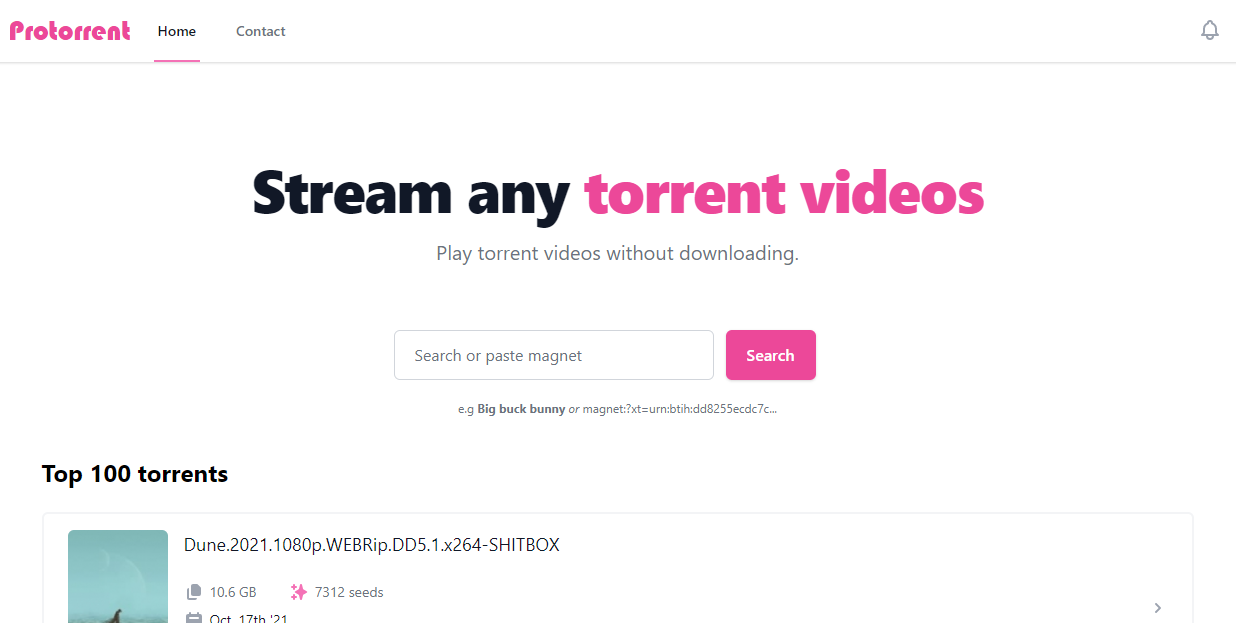 Protorrent Home Contact
Stream any torrent videos
Play torrent videos without downloading.
Search or paste magnet Search
e.g Big buck bunny or magnet:?xt=urn:btih:dd8255ecdc7c...
Top 100 torrents
Dune.2021.1080p.WEBRip.DD5.1.x264-SHITBOX
10.6 GB 7312 seeds
Oct. 17th '21